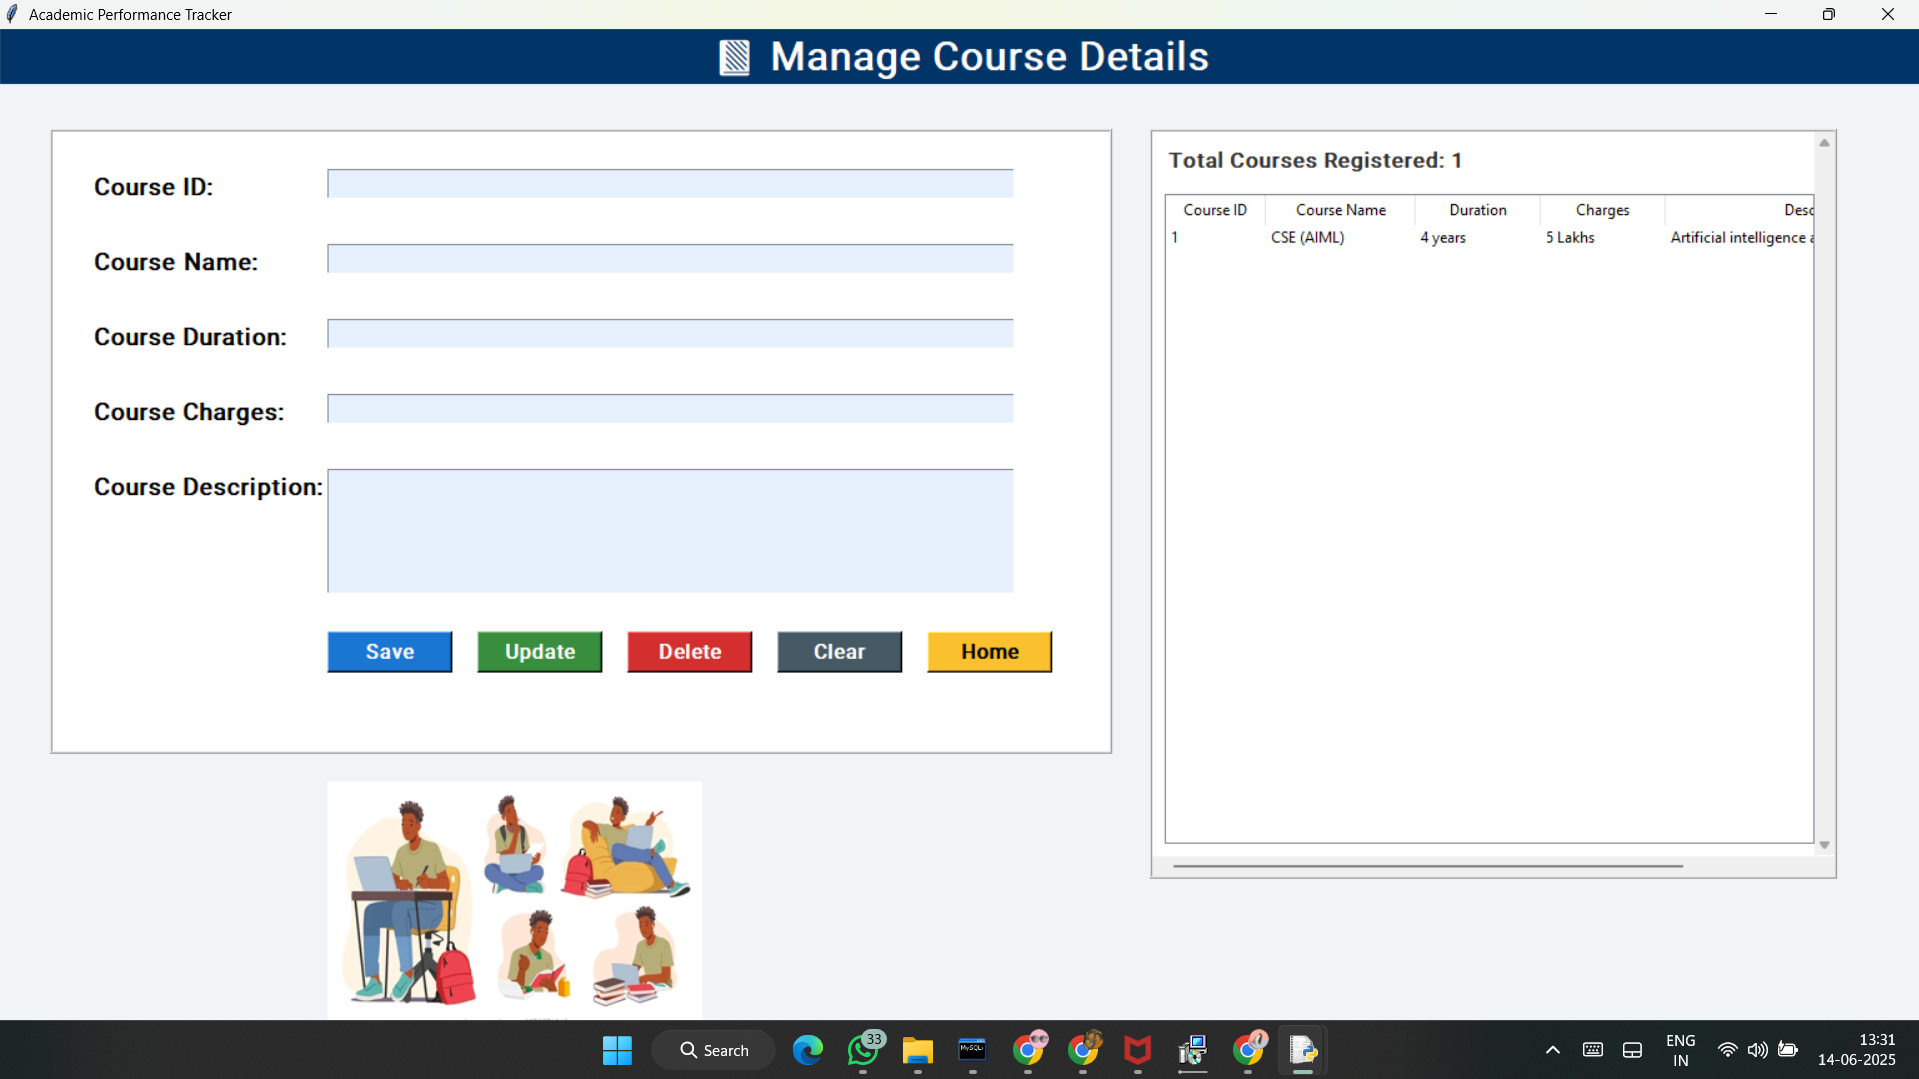 Academic Performance Tracker
Manage Course Details
Course ID:
Course Name:
Course Duration:
Course Charges:
Course Description:
Save Update Delete Clear Home
Total Courses Registered: 1
Course ID Course Name Duration Charges Desc
1 CSE (AIML) 4 years 5 Lakhs Artificial intelligence a
Search
33
MySQL
ENG
IN
13:31
14-06-2025